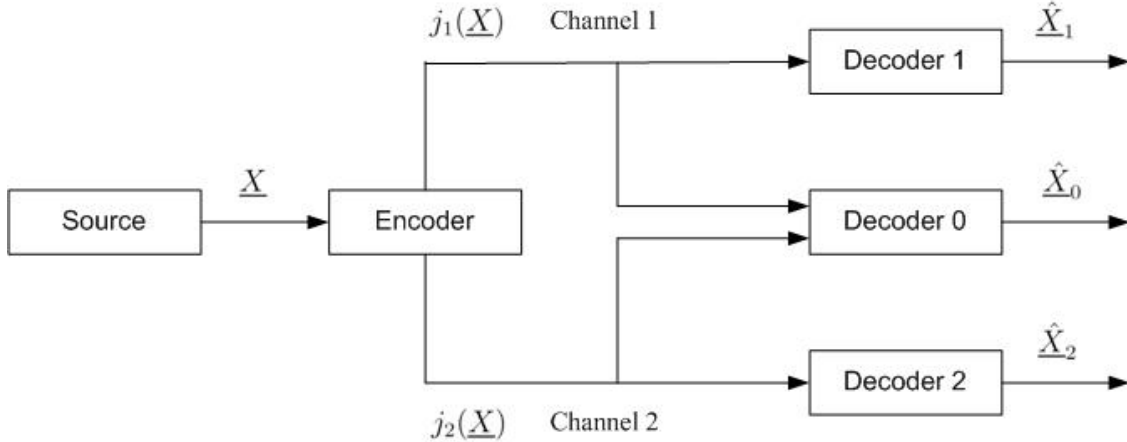 j₁(X̲) Channel 1
X̲̂₁
Decoder 1
X̲
X̲̂₀
Source
Encoder
Decoder 0
X̲̂₂
Decoder 2
j₂(X̲) Channel 2